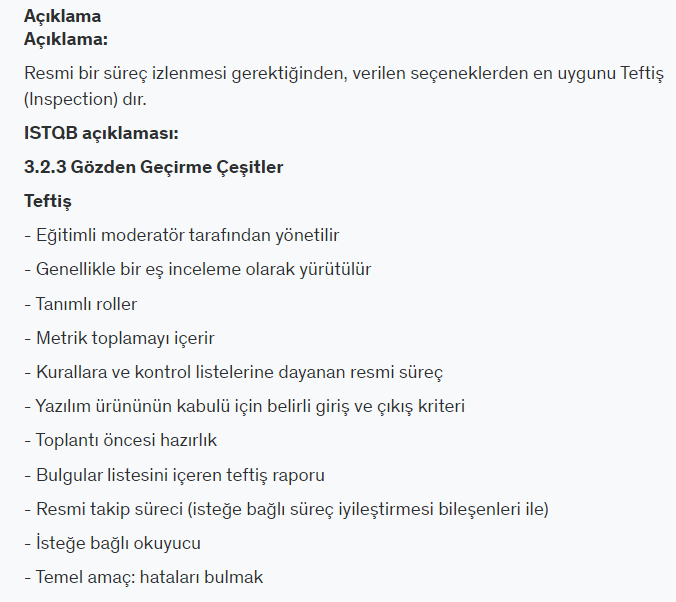 Açıklama
Açıklama:
Resmi bir süreç izlenmesi gerektiğinden, verilen seçeneklerden en uygunu Teftiş
(Inspection) dır.
ISTQB açıklaması:
3.2.3 Gözden Geçirme Çeşitler
Teftiş
- Eğitimli moderatör tarafından yönetilir
- Genellikle bir eş inceleme olarak yürütülür
- Tanımlı roller
- Metrik toplamayı içerir
- Kurallara ve kontrol listelerine dayanan resmi süreç
- Yazılım ürününün kabulü için belirli giriş ve çıkış kriteri
- Toplantı öncesi hazırlık
- Bulgular listesini içeren teftiş raporu
- Resmi takip süreci (isteğe bağlı süreç iyileştirmesi bileşenleri ile)
- İsteğe bağlı okuyucu
- Temel amaç: hataları bulmak